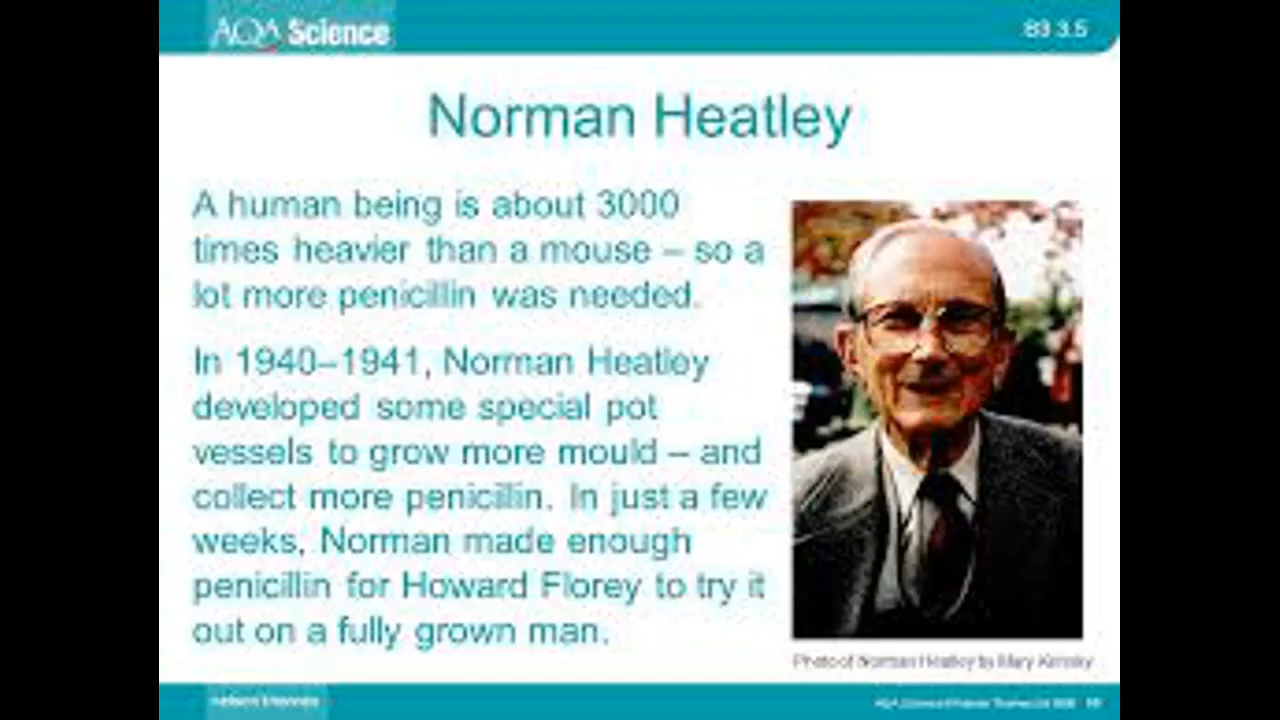 AQA Science
B3 3.5
Norman Heatley
A human being is about 3000
times heavier than a mouse – so a
lot more penicillin was needed.
In 1940–1941, Norman Heatley
developed some special pot
vessels to grow more mould – and
collect more penicillin. In just a few
weeks, Norman made enough
penicillin for Howard Florey to try it
out on a fully grown man.
Photo of Norman Heatley by Mary